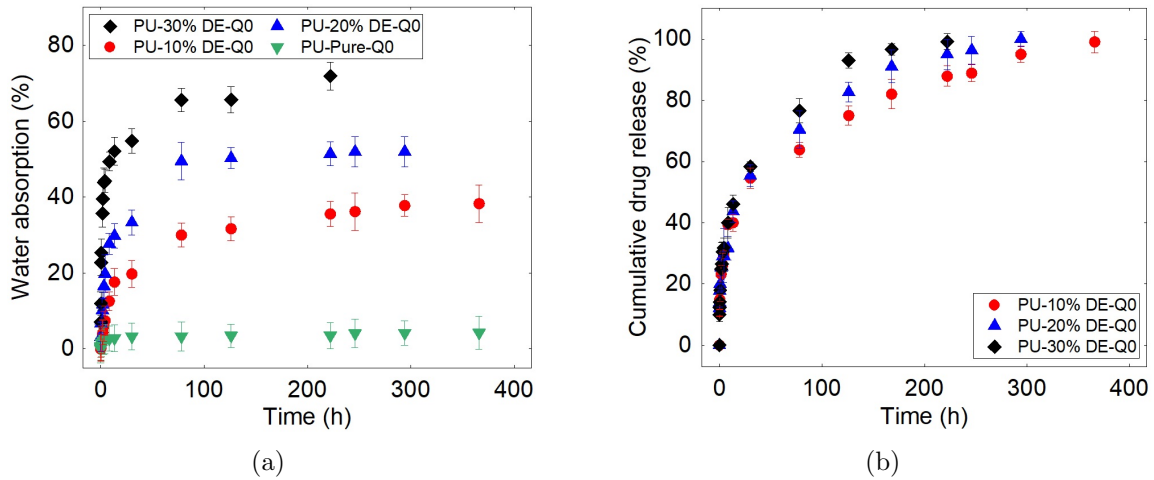 PU-30% DE-Q0
PU-20% DE-Q0
PU-10% DE-Q0
PU-Pure-Q0
80
60
40
20
0
Water absorption (%)
0
100
200
300
400
Time (h)
(a)
100
80
60
40
20
0
Cumulative drug release (%)
PU-10% DE-Q0
PU-20% DE-Q0
PU-30% DE-Q0
0
100
200
300
400
Time (h)
(b)